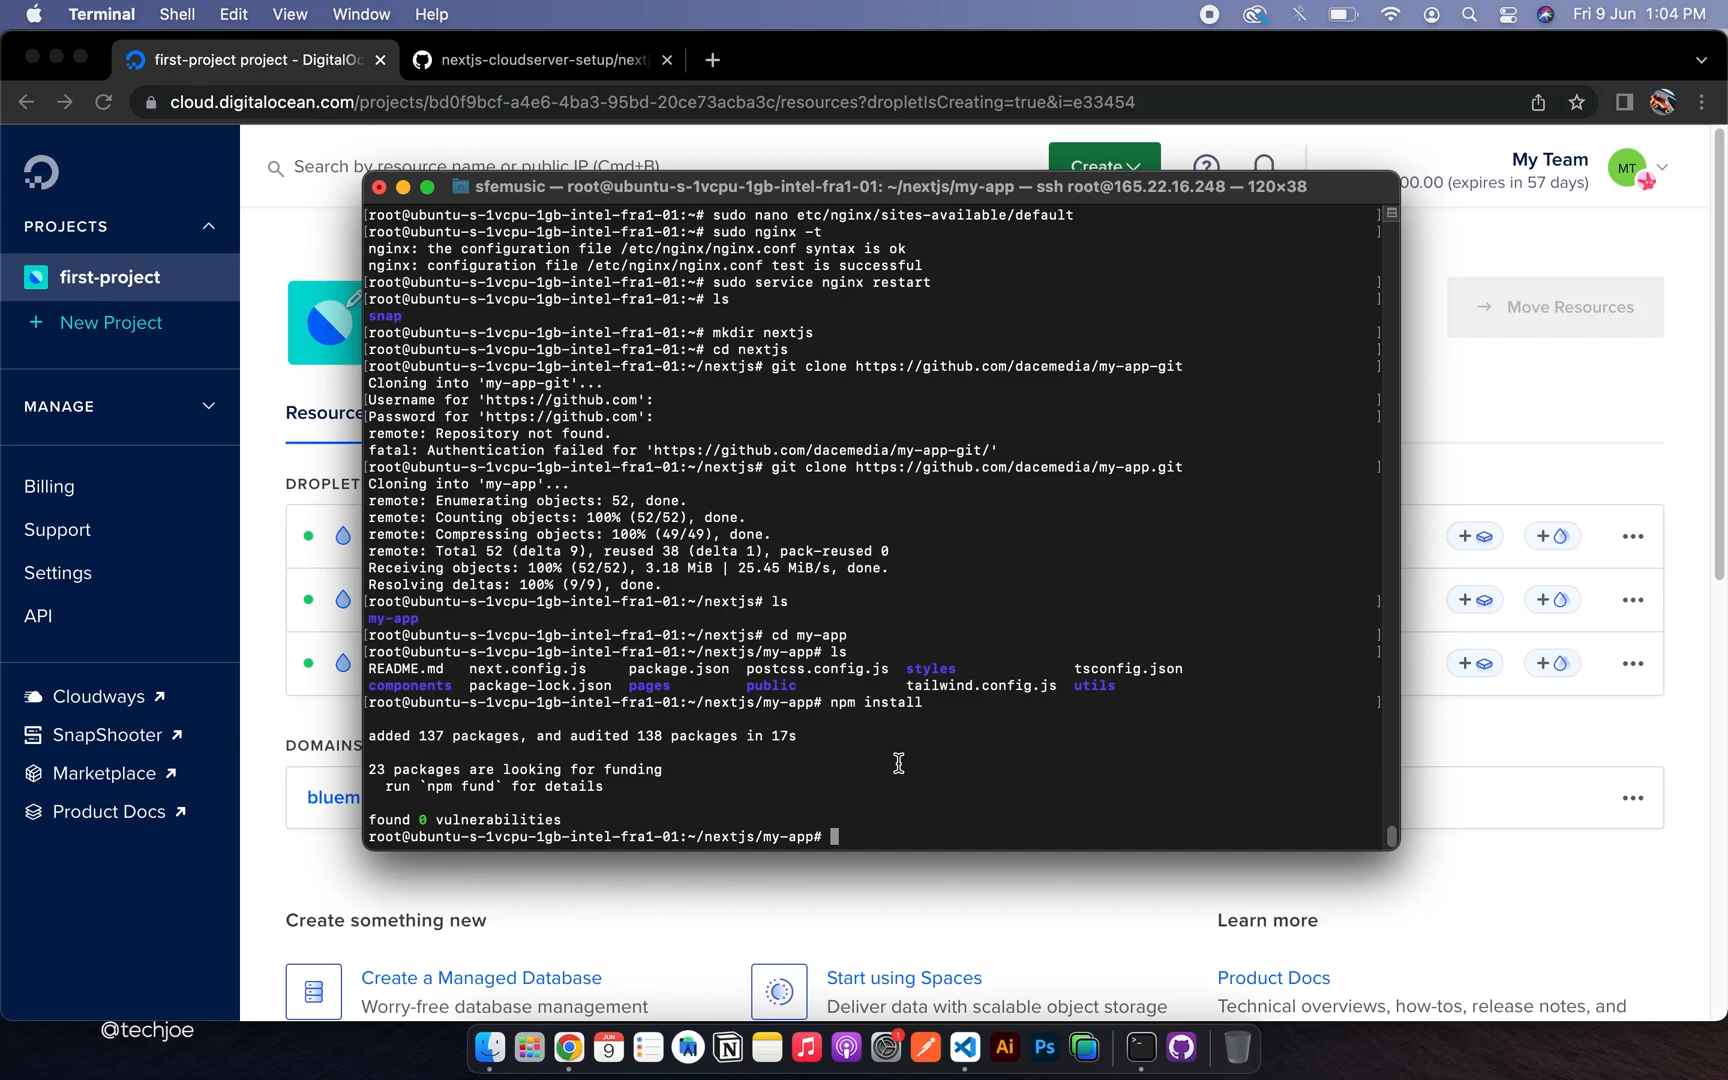 Terminal Shell Edit View Window Help Fri 9 Jun 1:04 PM
first-project project - DigitalOc nextjs-cloudserver-setup/next
cloud.digitalocean.com/projects/bd0f9bcf-a4e6-4ba3-95bd-20ce73acba3c/resources?dropletIsCreating=true&i=e33454
Search by resource name or public IP (Cmd+B)
Create
My Team
00.00 (expires in 57 days)
MT
PROJECTS
first-project
+ New Project
MANAGE
Billing
Support
Settings
API
Cloudways
SnapShooter
Marketplace
Product Docs
→ Move Resources
Resource
DROPLET
DOMAINS
bluem
sfemusic — root@ubuntu-s-1vcpu-1gb-intel-fra1-01: ~/nextjs/my-app — ssh root@165.22.16.248 — 120×38
[root@ubuntu-s-1vcpu-1gb-intel-fra1-01:~# sudo nano etc/nginx/sites-available/default ]
[root@ubuntu-s-1vcpu-1gb-intel-fra1-01:~# sudo nginx -t ]
nginx: the configuration file /etc/nginx/nginx.conf syntax is ok
nginx: configuration file /etc/nginx/nginx.conf test is successful
[root@ubuntu-s-1vcpu-1gb-intel-fra1-01:~# sudo service nginx restart ]
[root@ubuntu-s-1vcpu-1gb-intel-fra1-01:~# ls ]
snap
[root@ubuntu-s-1vcpu-1gb-intel-fra1-01:~# mkdir nextjs ]
[root@ubuntu-s-1vcpu-1gb-intel-fra1-01:~# cd nextjs ]
[root@ubuntu-s-1vcpu-1gb-intel-fra1-01:~/nextjs# git clone https://github.com/dacemedia/my-app-git ]
Cloning into 'my-app-git'...
[Username for 'https://github.com': ]
[Password for 'https://github.com': ]
remote: Repository not found.
fatal: Authentication failed for 'https://github.com/dacemedia/my-app-git/'
[root@ubuntu-s-1vcpu-1gb-intel-fra1-01:~/nextjs# git clone https://github.com/dacemedia/my-app.git ]
Cloning into 'my-app'...
remote: Enumerating objects: 52, done.
remote: Counting objects: 100% (52/52), done.
remote: Compressing objects: 100% (49/49), done.
remote: Total 52 (delta 9), reused 38 (delta 1), pack-reused 0
Receiving objects: 100% (52/52), 3.18 MiB | 25.45 MiB/s, done.
Resolving deltas: 100% (9/9), done.
[root@ubuntu-s-1vcpu-1gb-intel-fra1-01:~/nextjs# ls ]
my-app
[root@ubuntu-s-1vcpu-1gb-intel-fra1-01:~/nextjs# cd my-app ]
[root@ubuntu-s-1vcpu-1gb-intel-fra1-01:~/nextjs/my-app# ls ]
README.md next.config.js package.json postcss.config.js styles tsconfig.json
components package-lock.json pages public tailwind.config.js utils
[root@ubuntu-s-1vcpu-1gb-intel-fra1-01:~/nextjs/my-app# npm install ]
added 137 packages, and audited 138 packages in 17s
23 packages are looking for funding
run `npm fund` for details
found 0 vulnerabilities
root@ubuntu-s-1vcpu-1gb-intel-fra1-01:~/nextjs/my-app#
Create something new
Create a Managed Database
Worry-free database management
Start using Spaces
Deliver data with scalable object storage
Learn more
Product Docs
Technical overviews, how-tos, release notes, and
@techjoe
JUN
9
1
Ai
Ps